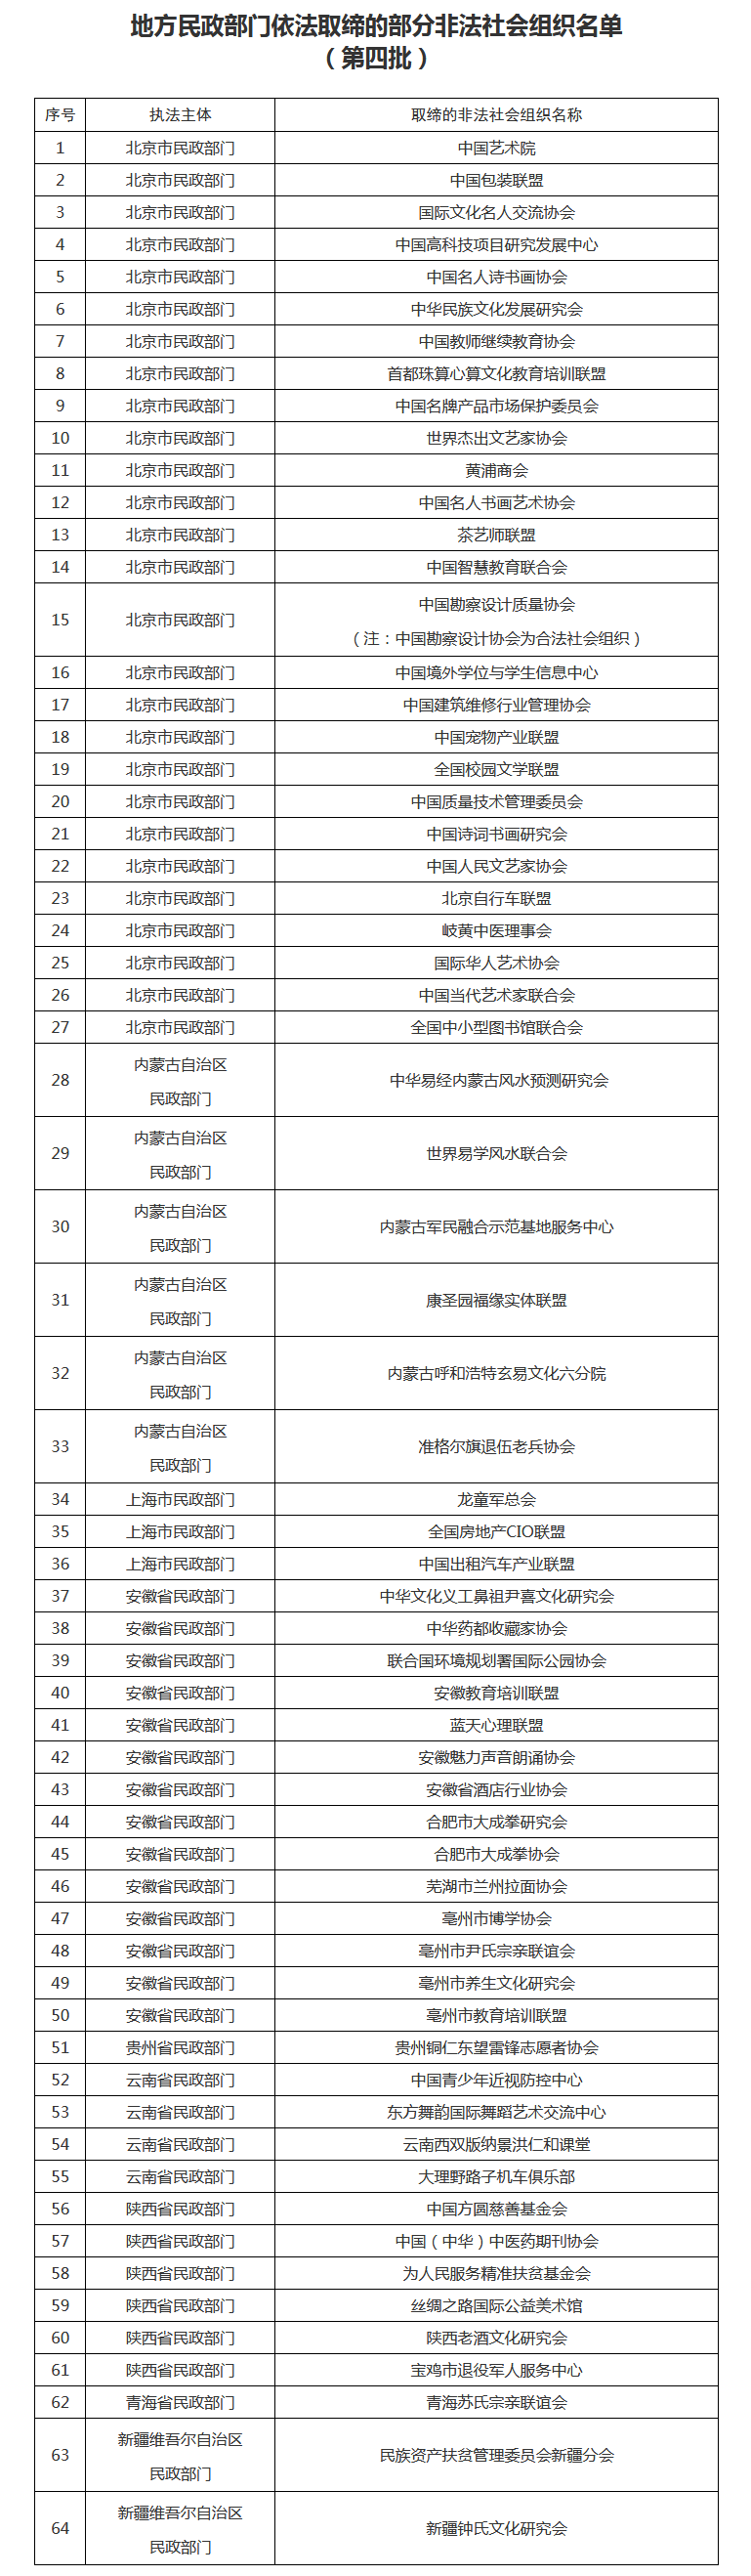 地方民政部门依法取缔的部分非法社会组织名单
（第四批）
序号 执法主体 取缔的非法社会组织名称
1 北京市民政部门 中国艺术院
2 北京市民政部门 中国包装联盟
3 北京市民政部门 国际文化名人交流协会
4 北京市民政部门 中国高科技项目研究发展中心
5 北京市民政部门 中国名人诗书画协会
6 北京市民政部门 中华民族文化发展研究会
7 北京市民政部门 中国教师继续教育协会
8 北京市民政部门 首都珠算心算文化教育培训联盟
9 北京市民政部门 中国名牌产品市场保护委员会
10 北京市民政部门 世界杰出文艺家协会
11 北京市民政部门 黄浦商会
12 北京市民政部门 中国名人书画艺术协会
13 北京市民政部门 茶艺师联盟
14 北京市民政部门 中国智慧教育联合会
15 北京市民政部门 中国勘察设计质量协会
（注：中国勘察设计协会为合法社会组织）
16 北京市民政部门 中国境外学位与学生信息中心
17 北京市民政部门 中国建筑维修行业管理协会
18 北京市民政部门 中国宠物产业联盟
19 北京市民政部门 全国校园文学联盟
20 北京市民政部门 中国质量技术管理委员会
21 北京市民政部门 中国诗词书画研究会
22 北京市民政部门 中国人民文艺家协会
23 北京市民政部门 北京自行车联盟
24 北京市民政部门 岐黄中医理事会
25 北京市民政部门 国际华人艺术协会
26 北京市民政部门 中国当代艺术家联合会
27 北京市民政部门 全国中小型图书馆联合会
28 内蒙古自治区
民政部门 中华易经内蒙古风水预测研究会
29 内蒙古自治区
民政部门 世界易学风水联合会
30 内蒙古自治区
民政部门 内蒙古军民融合示范基地服务中心
31 内蒙古自治区
民政部门 康圣园福缘实体联盟
32 内蒙古自治区
民政部门 内蒙古呼和浩特玄易文化六分院
33 内蒙古自治区
民政部门 准格尔旗退伍老兵协会
34 上海市民政部门 龙童军总会
35 上海市民政部门 全国房地产CIO联盟
36 上海市民政部门 中国出租汽车产业联盟
37 安徽省民政部门 中华文化义工鼻祖尹喜文化研究会
38 安徽省民政部门 中华药都收藏家协会
39 安徽省民政部门 联合国环境规划署国际公园协会
40 安徽省民政部门 安徽教育培训联盟
41 安徽省民政部门 蓝天心理联盟
42 安徽省民政部门 安徽魅力声音朗诵协会
43 安徽省民政部门 安徽省酒店行业协会
44 安徽省民政部门 合肥市大成拳研究会
45 安徽省民政部门 合肥市大成拳协会
46 安徽省民政部门 芜湖市兰州拉面协会
47 安徽省民政部门 亳州市博学协会
48 安徽省民政部门 亳州市尹氏宗亲联谊会
49 安徽省民政部门 亳州市养生文化研究会
50 安徽省民政部门 亳州市教育培训联盟
51 贵州省民政部门 贵州铜仁东望雷锋志愿者协会
52 云南省民政部门 中国青少年近视防控中心
53 云南省民政部门 东方舞韵国际舞蹈艺术交流中心
54 云南省民政部门 云南西双版纳景洪仁和课堂
55 云南省民政部门 大理野路子机车俱乐部
56 陕西省民政部门 中国方圆慈善基金会
57 陕西省民政部门 中国（中华）中医药期刊协会
58 陕西省民政部门 为人民服务精准扶贫基金会
59 陕西省民政部门 丝绸之路国际公益美术馆
60 陕西省民政部门 陕西老酒文化研究会
61 陕西省民政部门 宝鸡市退役军人服务中心
62 青海省民政部门 青海苏氏宗亲联谊会
63 新疆维吾尔自治区
民政部门 民族资产扶贫管理委员会新疆分会
64 新疆维吾尔自治区
民政部门 新疆钟氏文化研究会